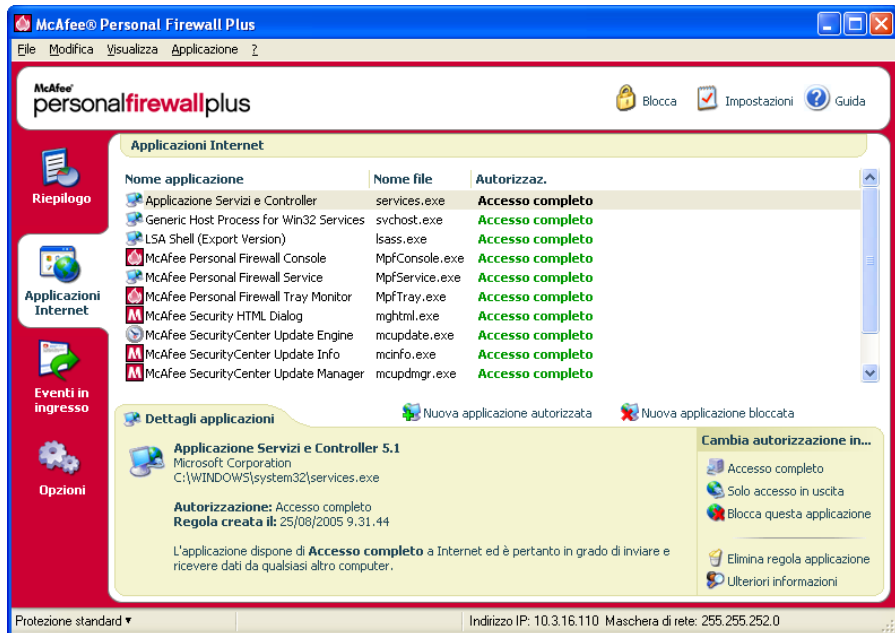 McAfee® Personal Firewall Plus
File Modifica Visualizza Applicazione ?
McAfee®
personalfirewallplus
Blocca Impostazioni Guida
Riepilogo
Applicazioni Internet
Eventi in ingresso
Opzioni
Applicazioni Internet
Nome applicazione Nome file Autorizzaz.
Applicazione Servizi e Controller services.exe Accesso completo
Generic Host Process for Win32 Services svchost.exe Accesso completo
LSA Shell (Export Version) lsass.exe Accesso completo
McAfee Personal Firewall Console MpfConsole.exe Accesso completo
McAfee Personal Firewall Service MpfService.exe Accesso completo
McAfee Personal Firewall Tray Monitor MpfTray.exe Accesso completo
McAfee Security HTML Dialog mghtml.exe Accesso completo
McAfee SecurityCenter Update Engine mcupdate.exe Accesso completo
McAfee SecurityCenter Update Info mcinfo.exe Accesso completo
McAfee SecurityCenter Update Manager mcupdmgr.exe Accesso completo
Nuova applicazione autorizzata Nuova applicazione bloccata
Dettagli applicazioni
Applicazione Servizi e Controller 5.1
Microsoft Corporation
C:\WINDOWS\system32\services.exe
Autorizzazione: Accesso completo
Regola creata il: 25/08/2005 9.31.44
L'applicazione dispone di Accesso completo a Internet ed è pertanto in grado di inviare e
ricevere dati da qualsiasi altro computer.
Cambia autorizzazione in...
Accesso completo
Solo accesso in uscita
Blocca questa applicazione
Elimina regola applicazione
Ulteriori informazioni
Protezione standard ▾ Indirizzo IP: 10.3.16.110 Maschera di rete: 255.255.252.0